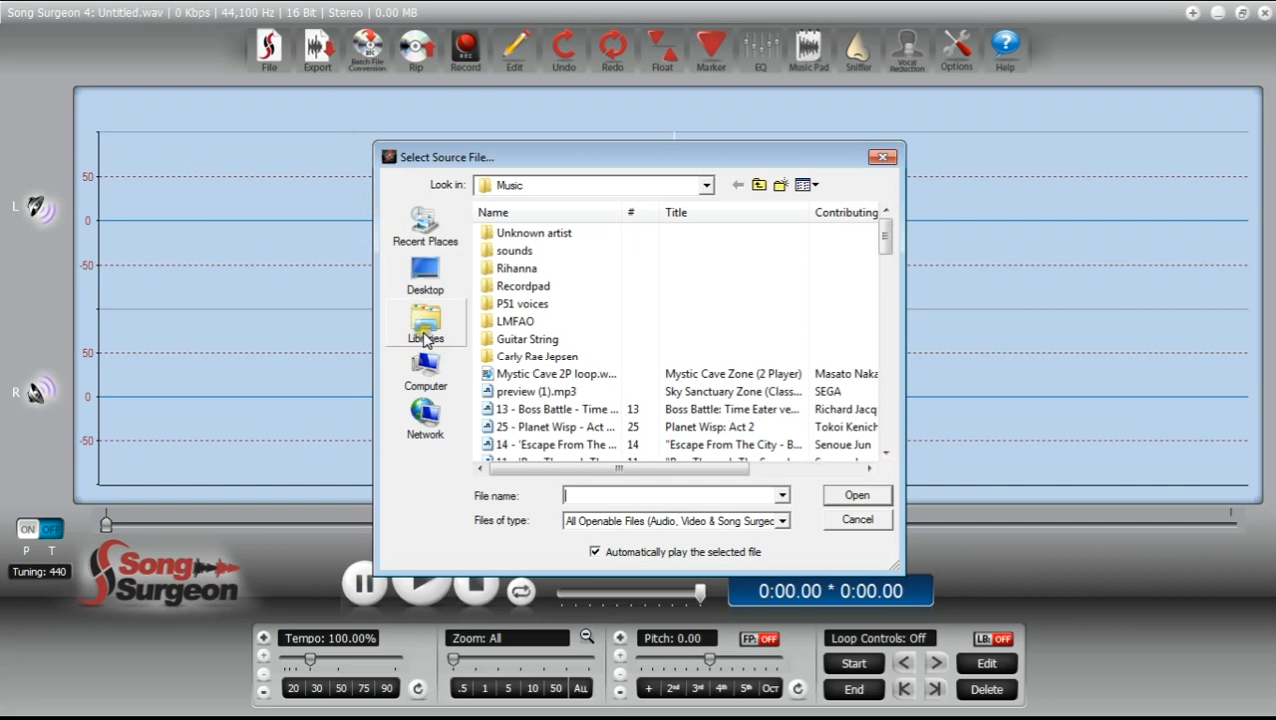 Song Surgeon 4: Untitled.wav | 0 Kbps | 44,100 Hz | 16 Bit | Stereo | 0.00 MB
File Export Batch File Conversion Rip Record Edit Undo Redo Float Marker EQ Music Pad Sniffer Vocal Reduction Options Help
50
L 0
-50
50
R 0
-50
Select Source File...
Look in: Music
Recent Places
Desktop
Libraries
Computer
Network
Name # Title Contributing
Unknown artist
sounds
Rihanna
Recordpad
P51 voices
LMFAO
Guitar String
Carly Rae Jepsen
Mystic Cave 2P loop.w... Mystic Cave Zone (2 Player) Masato Naka
preview (1).mp3 Sky Sanctuary Zone (Class... SEGA
13 - Boss Battle - Time ... 13 Boss Battle: Time Eater ve... Richard Jacq
25 - Planet Wisp - Act ... 25 Planet Wisp: Act 2 Tokoi Kenich
14 - 'Escape From The ... 14 "Escape From The City - B... Senoue Jun
File name: Open
Files of type: All Openable Files (Audio, Video & Song Surgec Cancel
Automatically play the selected file
ON OFF
P T
Tuning: 440
Song Surgeon
0:00.00 * 0:00.00
Tempo: 100.00% Zoom: All Pitch: 0.00 FP: OFF Loop Controls: Off LB: OFF
Start Edit
20 30 50 75 90 .5 1 5 10 50 ALL + 2nd 3rd 4th 5th Oct End Delete